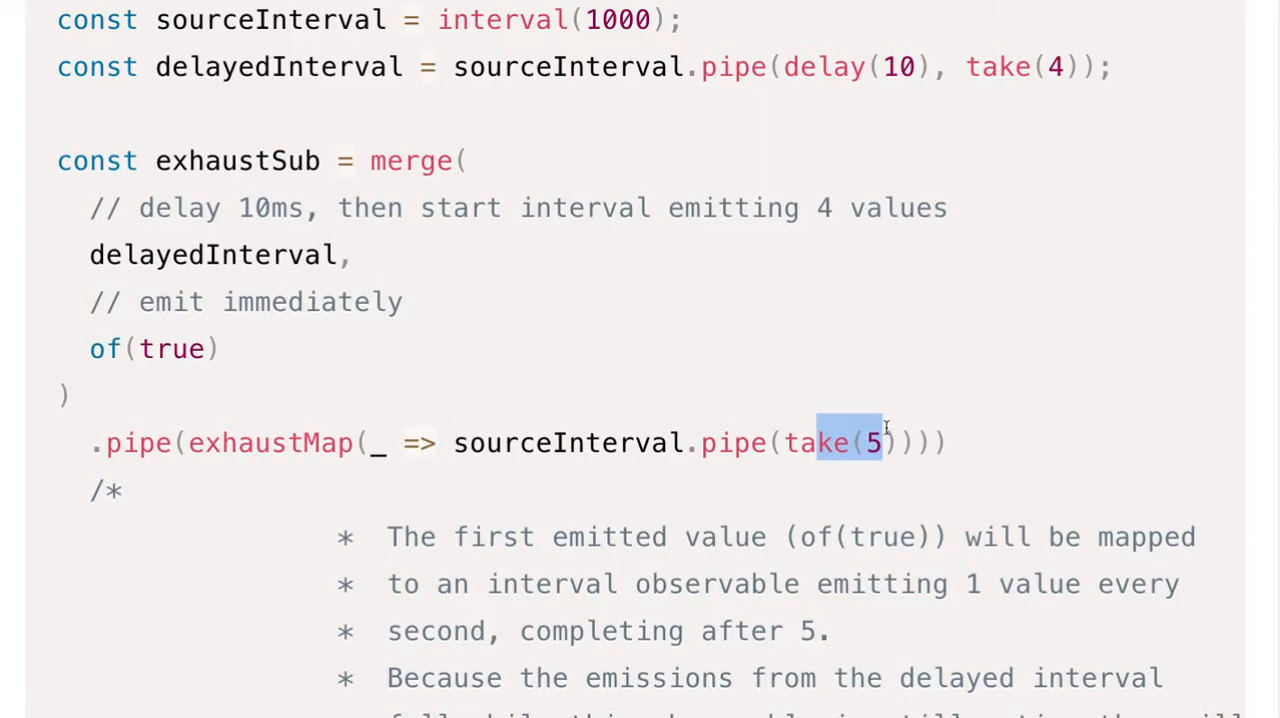 const sourceInterval = interval(1000);
const delayedInterval = sourceInterval.pipe(delay(10), take(4));
const exhaustSub = merge(
// delay 10ms, then start interval emitting 4 values
delayedInterval,
// emit immediately
of(true)
)
.pipe(exhaustMap(_ => sourceInterval.pipe(take(5))))
/*
* The first emitted value (of(true)) will be mapped
* to an interval observable emitting 1 value every
* second, completing after 5.
* Because the emissions from the delayed interval